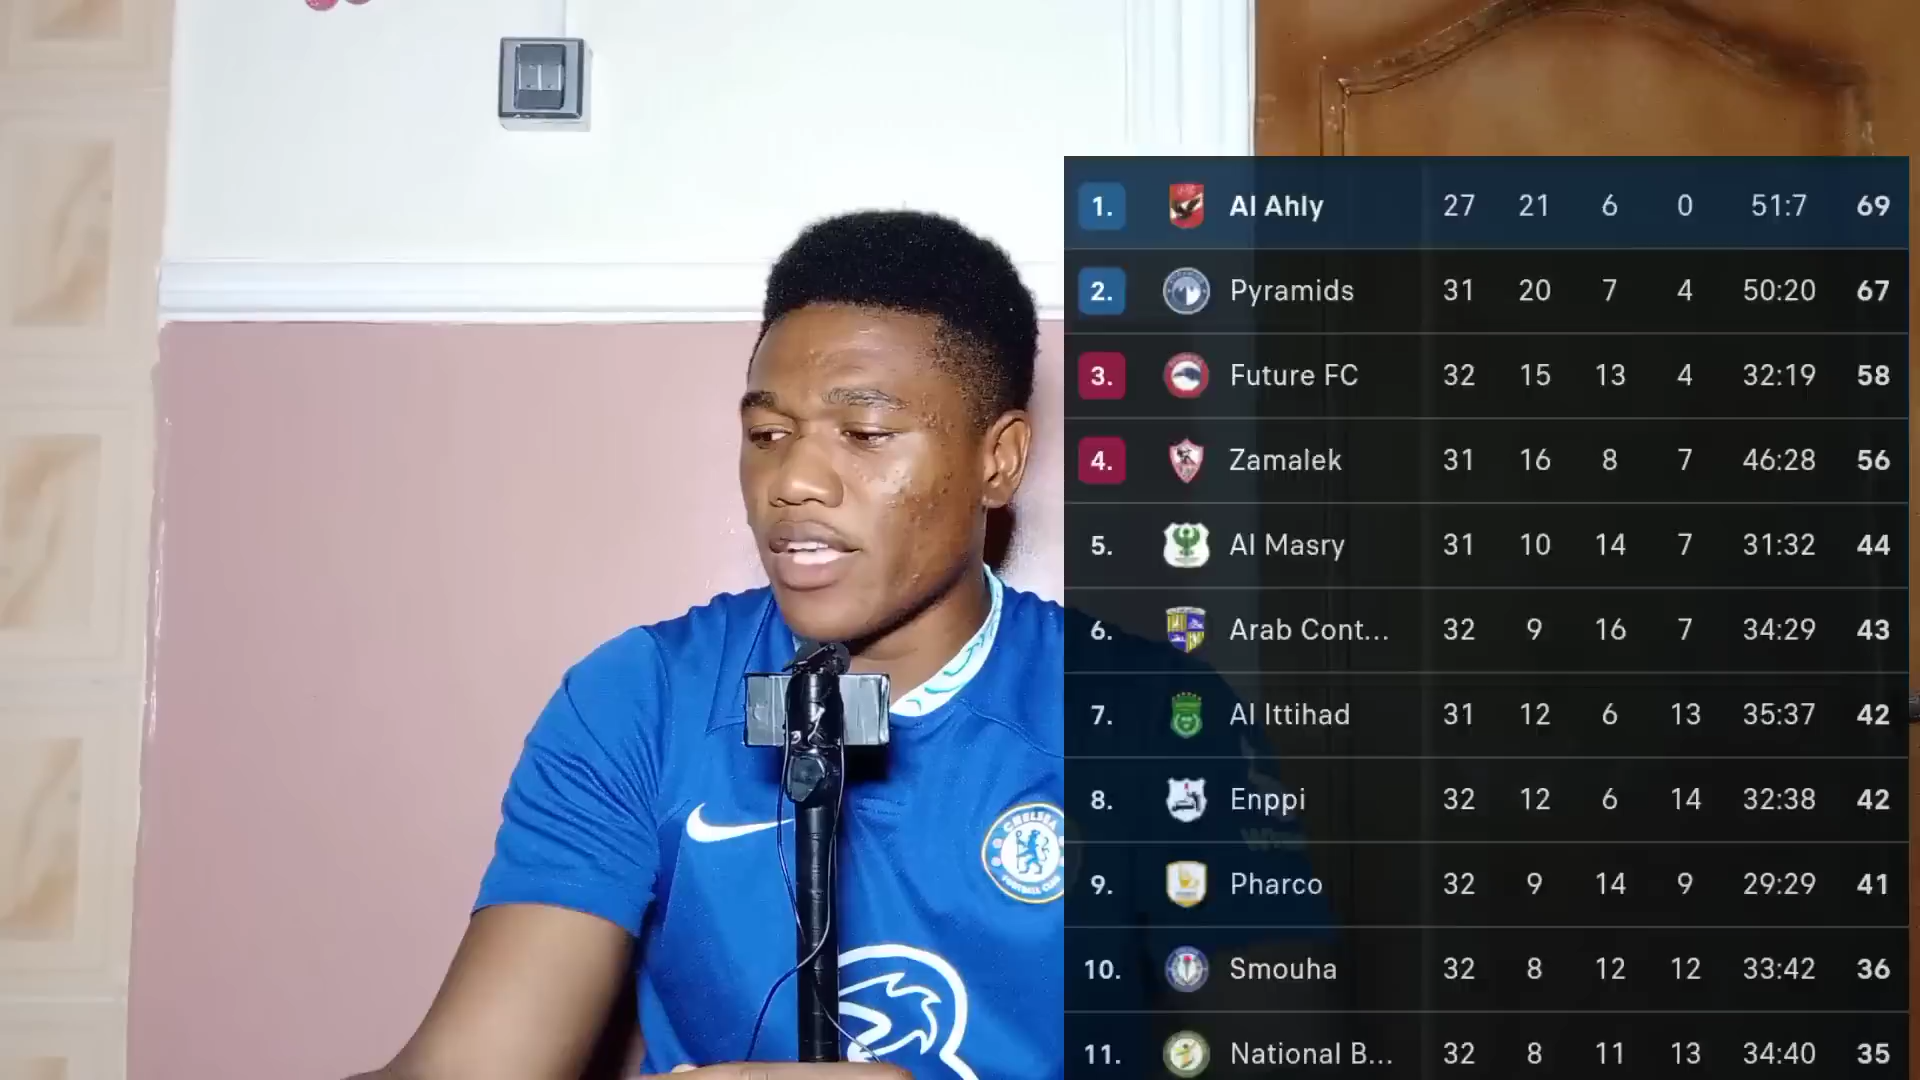 1. Al Ahly 27 21 6 0 51:7 69
2. Pyramids 31 20 7 4 50:20 67
3. Future FC 32 15 13 4 32:19 58
4. Zamalek 31 16 8 7 46:28 56
5. Al Masry 31 10 14 7 31:32 44
6. Arab Cont... 32 9 16 7 34:29 43
7. Al Ittihad 31 12 6 13 35:37 42
8. Enppi 32 12 6 14 32:38 42
9. Pharco 32 9 14 9 29:29 41
10. Smouha 32 8 12 12 33:42 36
11. National B... 32 8 11 13 34:40 35
CHELSEA
FOOTBALL CLUB